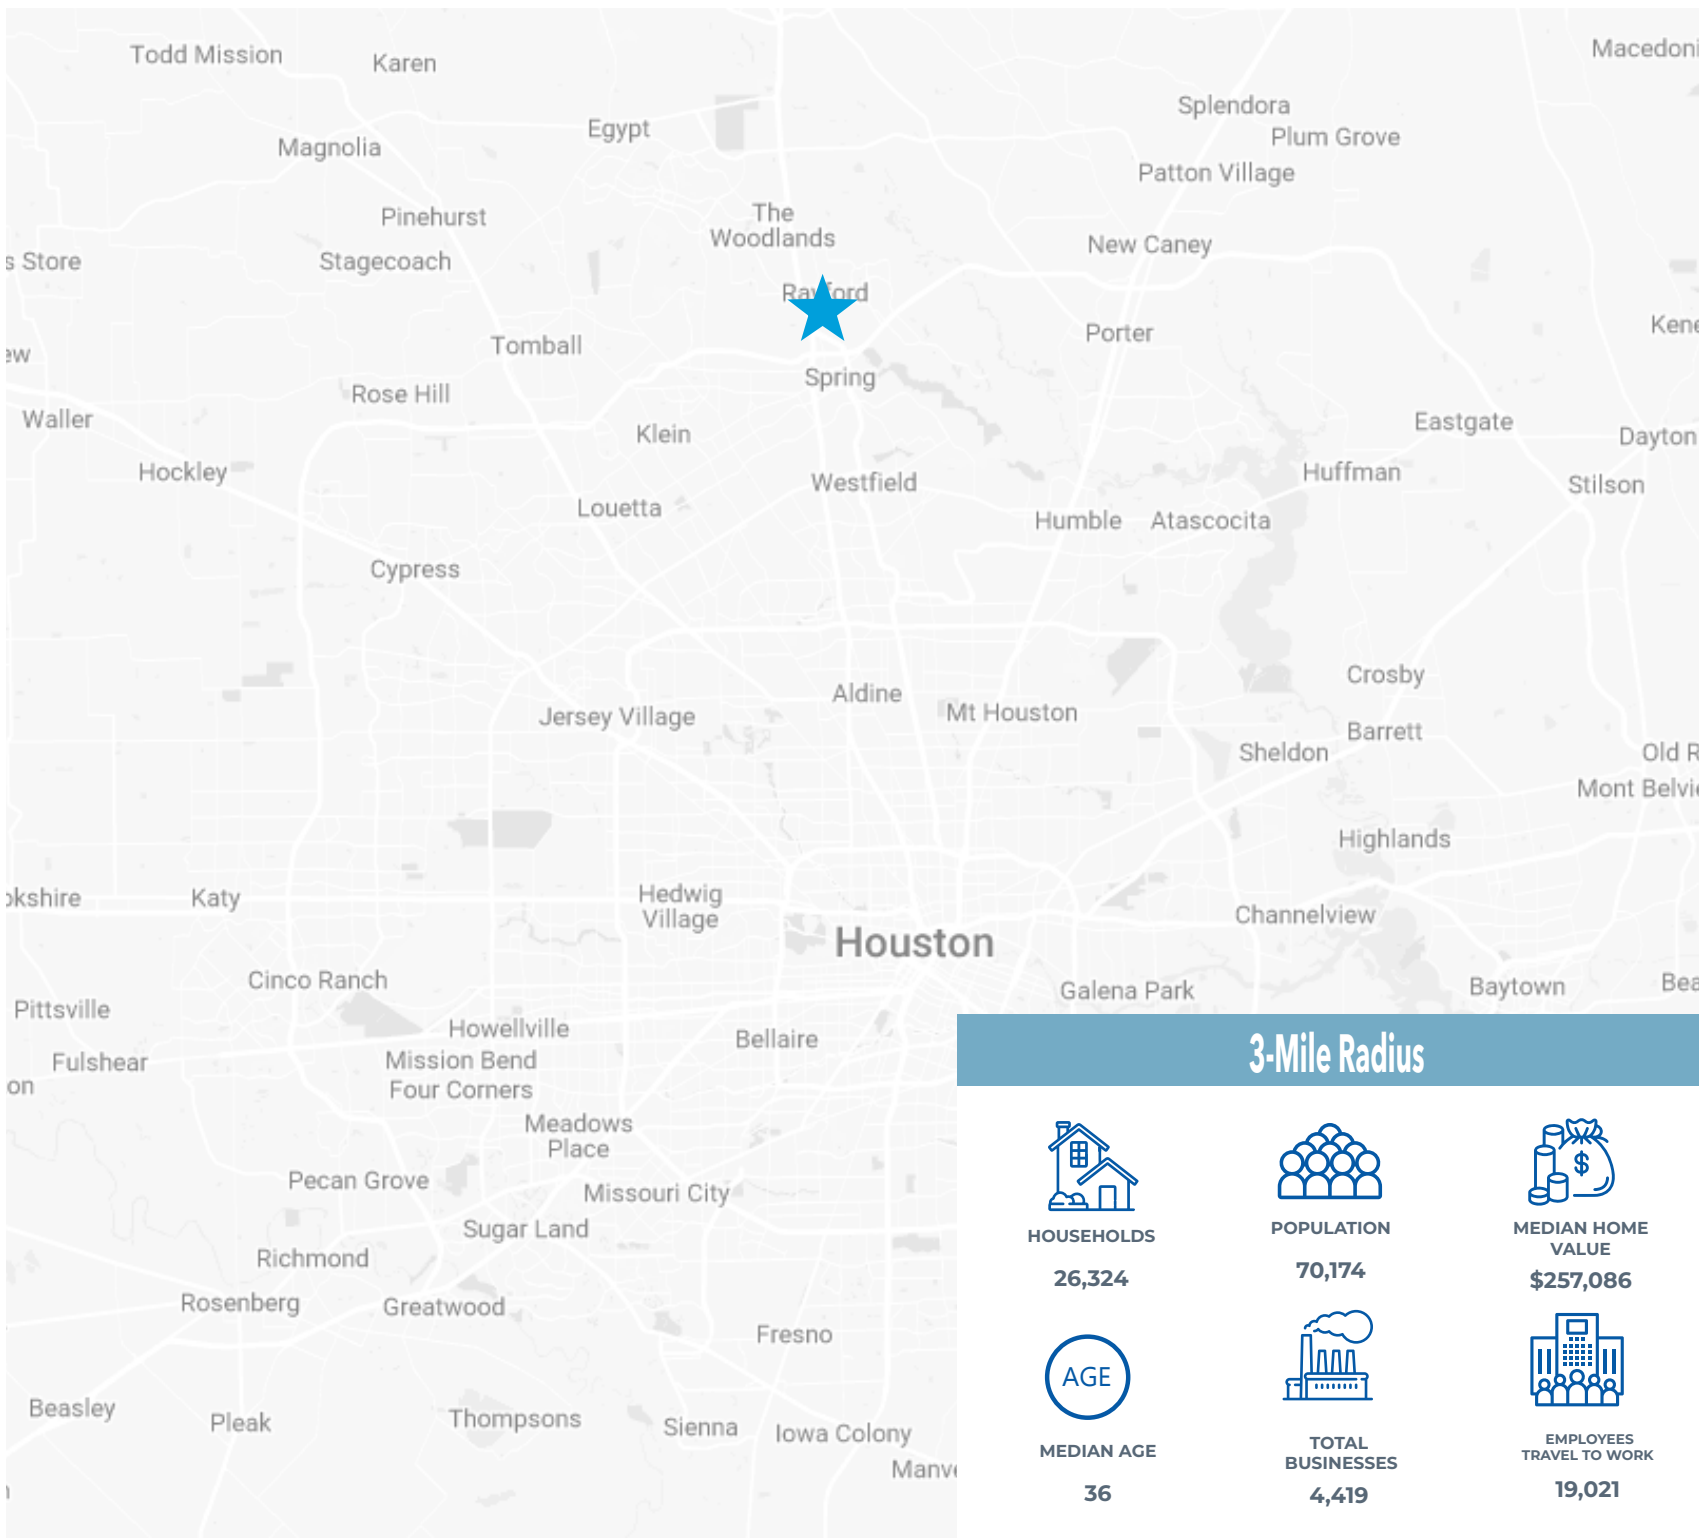 Todd Mission
Karen
Macedoni
Splendora
Egypt
Plum Grove
Magnolia
Patton Village
The
Woodlands
Pinehurst
New Caney
s Store
Stagecoach
Rayford
Kene
Porter
Tomball
ew
Spring
Rose Hill
Waller
Eastgate
Klein
Dayton
Hockley
Huffman
Westfield
Stilson
Louetta
Humble
Atascocita
Cypress
Crosby
Aldine
Mt Houston
Jersey Village
Barrett
Sheldon
Old R
Mont Belvie
Highlands
okshire
Katy
Hedwig
Village
Channelview
Houston
Cinco Ranch
Galena Park
Baytown
Bea
Pittsville
Howellville
Bellaire
Fulshear
Mission Bend
on
Four Corners
Meadows
Place
Pecan Grove
Missouri City
Sugar Land
Richmond
Rosenberg
Greatwood
Fresno
Beasley
Pleak
Thompsons
Sienna
Iowa Colony
Manve
3-Mile Radius
HOUSEHOLDS
26,324
POPULATION
70,174
MEDIAN HOME
VALUE
$257,086
$
AGE
MEDIAN AGE
36
TOTAL
BUSINESSES
4,419
EMPLOYEES
TRAVEL TO WORK
19,021